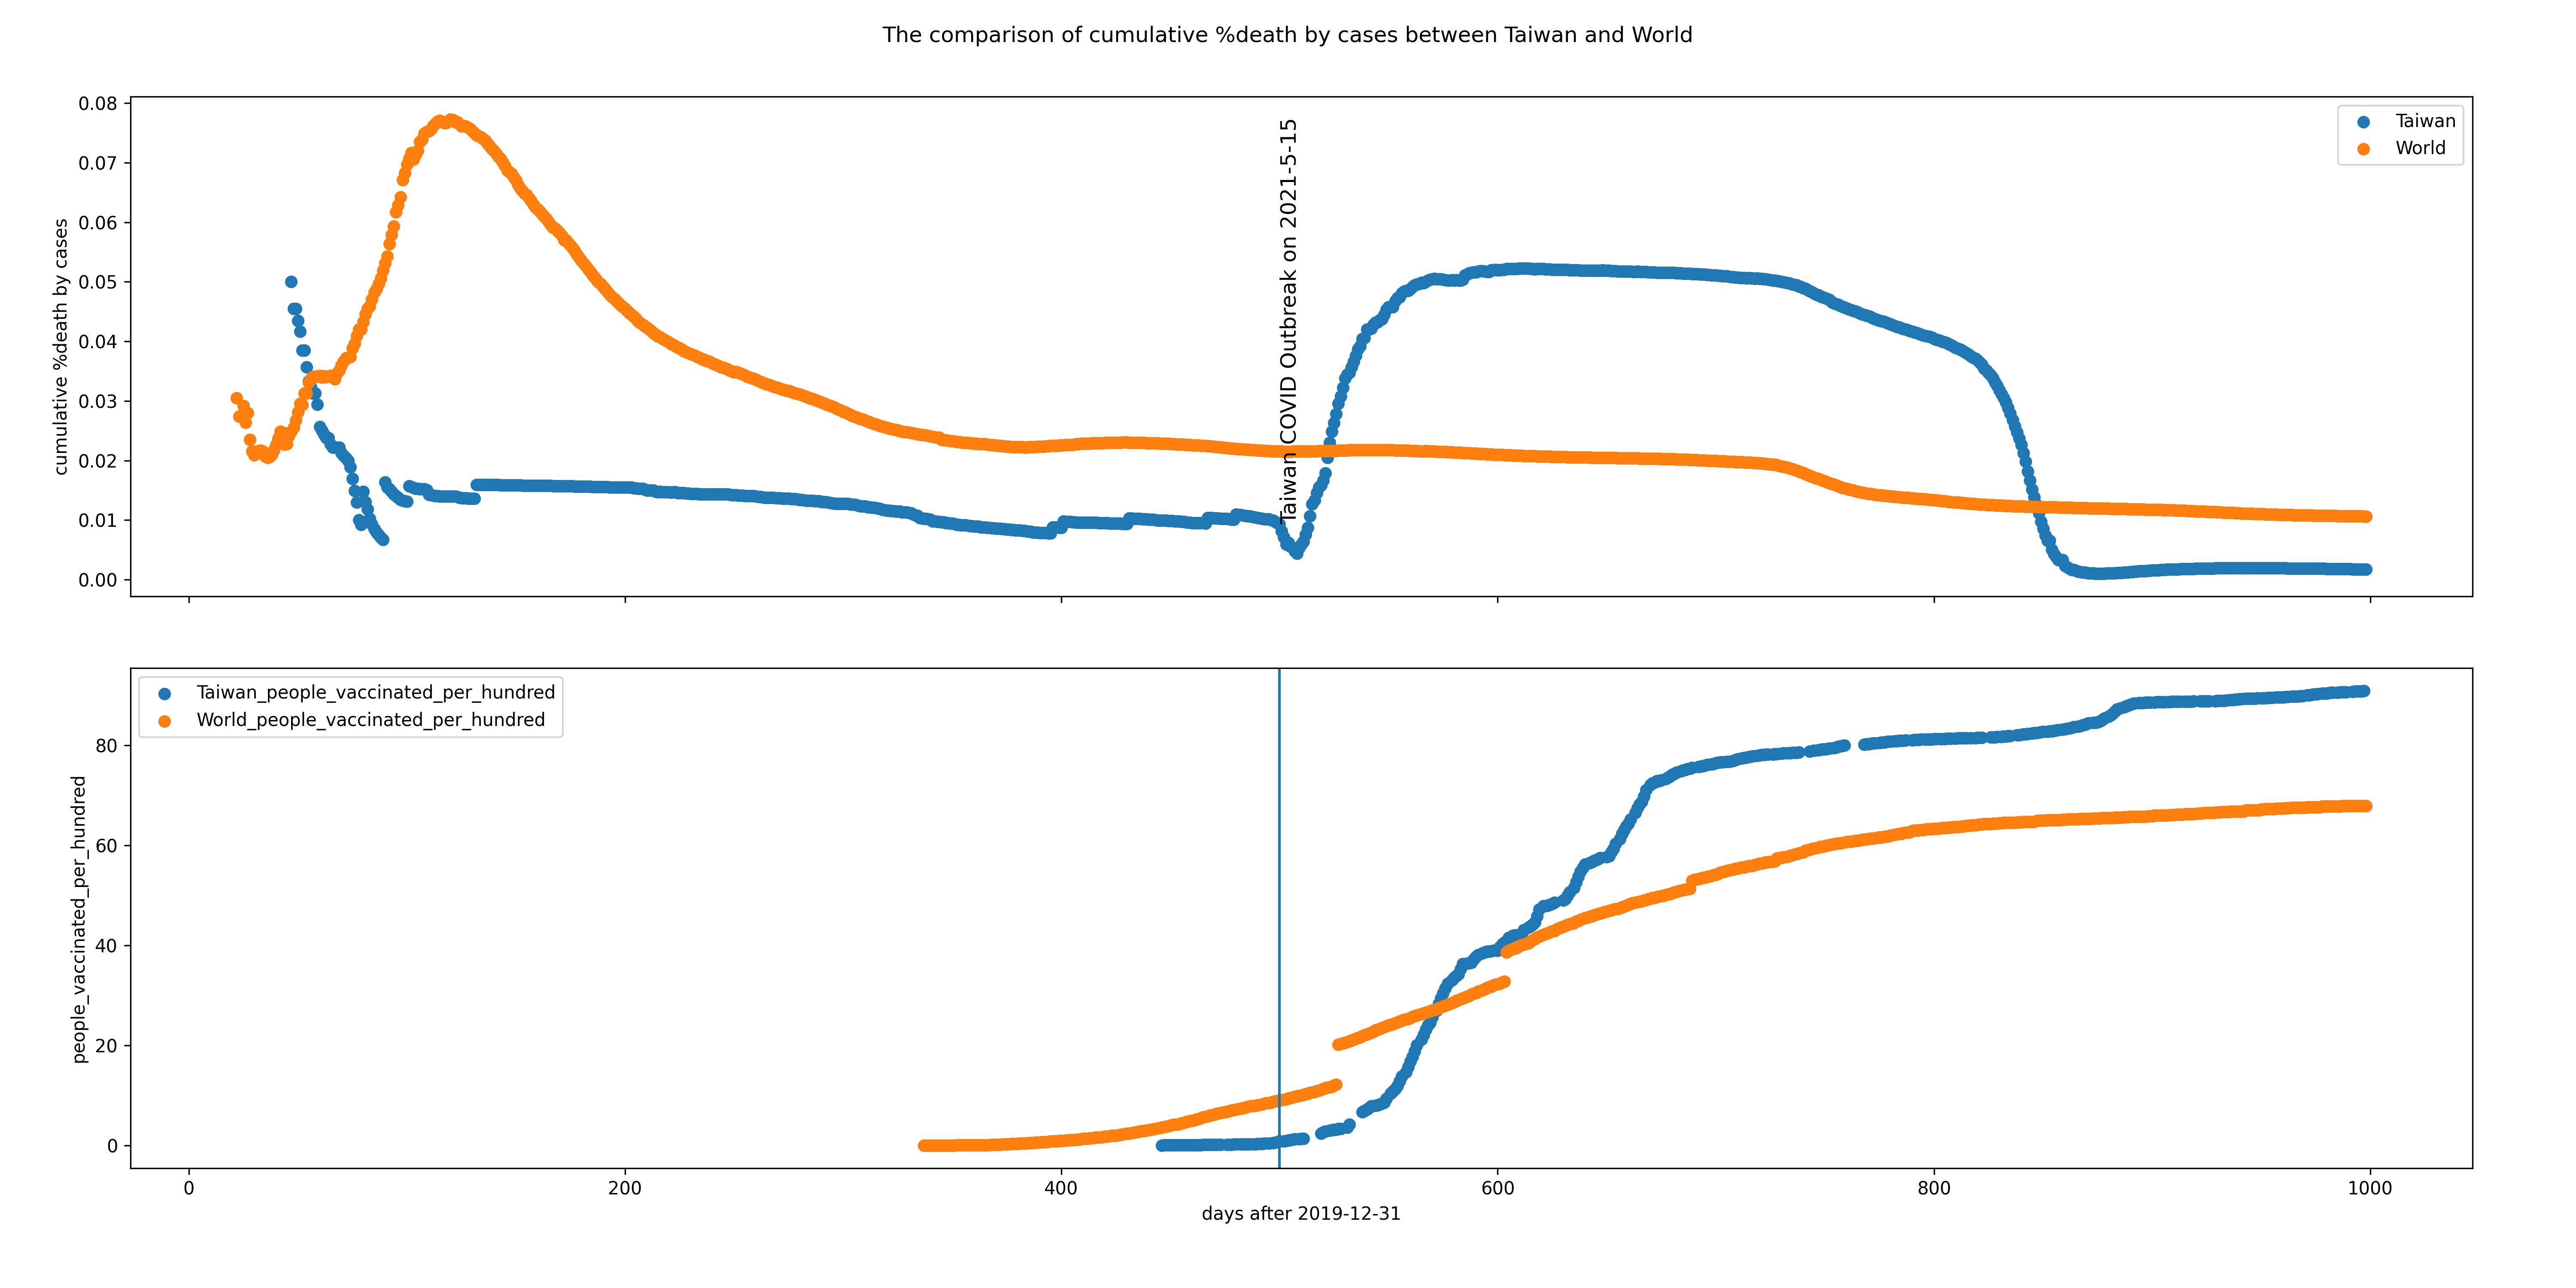 The comparison of cumulative %death by cases between Taiwan and World
cumulative %death by cases
0.08
0.07
0.06
0.05
0.04
0.03
0.02
0.01
0.00
Taiwan COVID Outbreak on 2021-5-15
Taiwan
World
people_vaccinated_per_hundred
80
60
40
20
0
Taiwan_people_vaccinated_per_hundred
World_people_vaccinated_per_hundred
0 200 400 600 800 1000
days after 2019-12-31